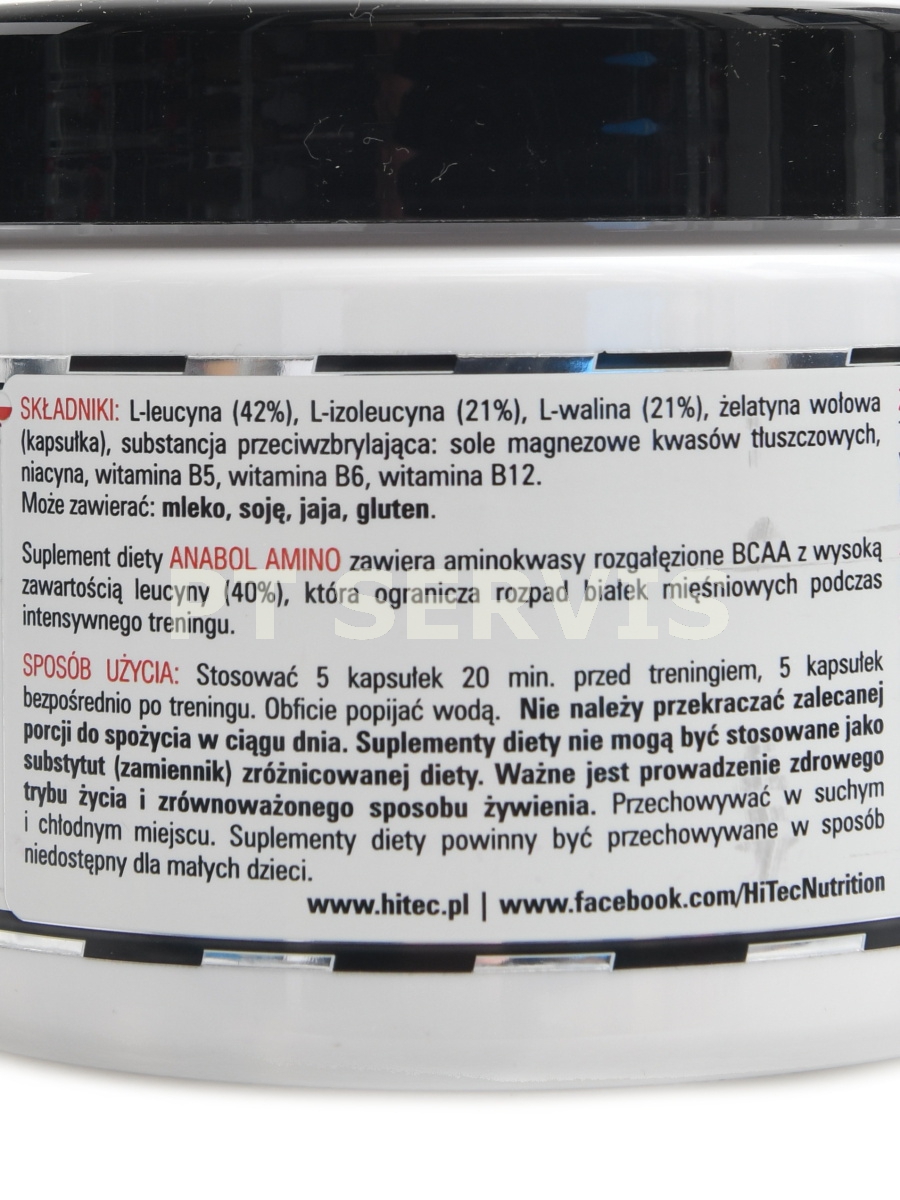 SKŁADNIKI: L-leucyna (42%), L-izoleucyna (21%), L-walina (21%), żelatyna wołowa
(kapsułka), substancja przeciwzbrylająca: sole magnezowe kwasów tłuszczowych,
niacyna, witamina B5, witamina B6, witamina B12.
Może zawierać: mleko, soję, jaja, gluten.
Suplement diety ANABOL AMINO zawiera aminokwasy rozgałęzione BCAA z wysoką
zawartością leucyny (40%), która ogranicza rozpad białek mięśniowych podczas
intensywnego treningu.
PT SERVIS
SPOSÓB UŻYCIA: Stosować 5 kapsułek 20 min. przed treningiem, 5 kapsułek
bezpośrednio po treningu. Obficie popijać wodą. Nie należy przekraczać zalecanej
porcji do spożycia w ciągu dnia. Suplementy diety nie mogą być stosowane jako
substytut (zamiennik) zróżnicowanej diety. Ważne jest prowadzenie zdrowego
trybu życia i zrównoważonego sposobu żywienia. Przechowywać w suchym
i chłodnym miejscu. Suplementy diety powinny być przechowywane w sposób
niedostępny dla małych dzieci.
www.hitec.pl | www.facebook.com/HiTecNutrition